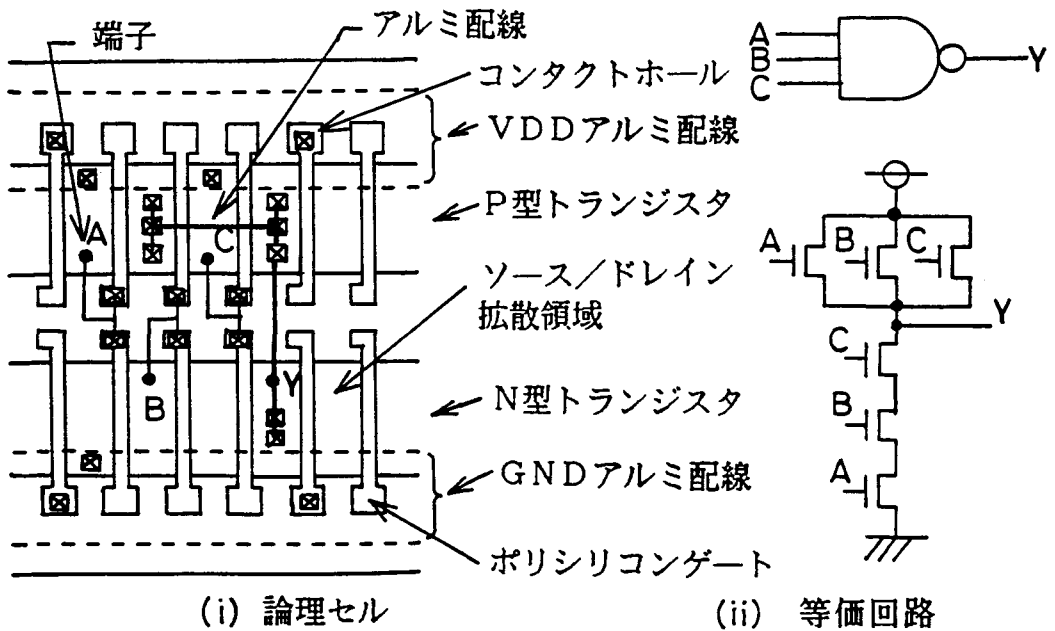 端子
アルミ配線
コンタクトホール
VDDアルミ配線
P型トランジスタ
ソース/ドレイン
拡散領域
N型トランジスタ
GNDアルミ配線
ポリシリコンゲート
A
C
B
Y
(i) 論理セル
A
B
C
Y
A
B
C
Y
C
B
A
(ii) 等価回路